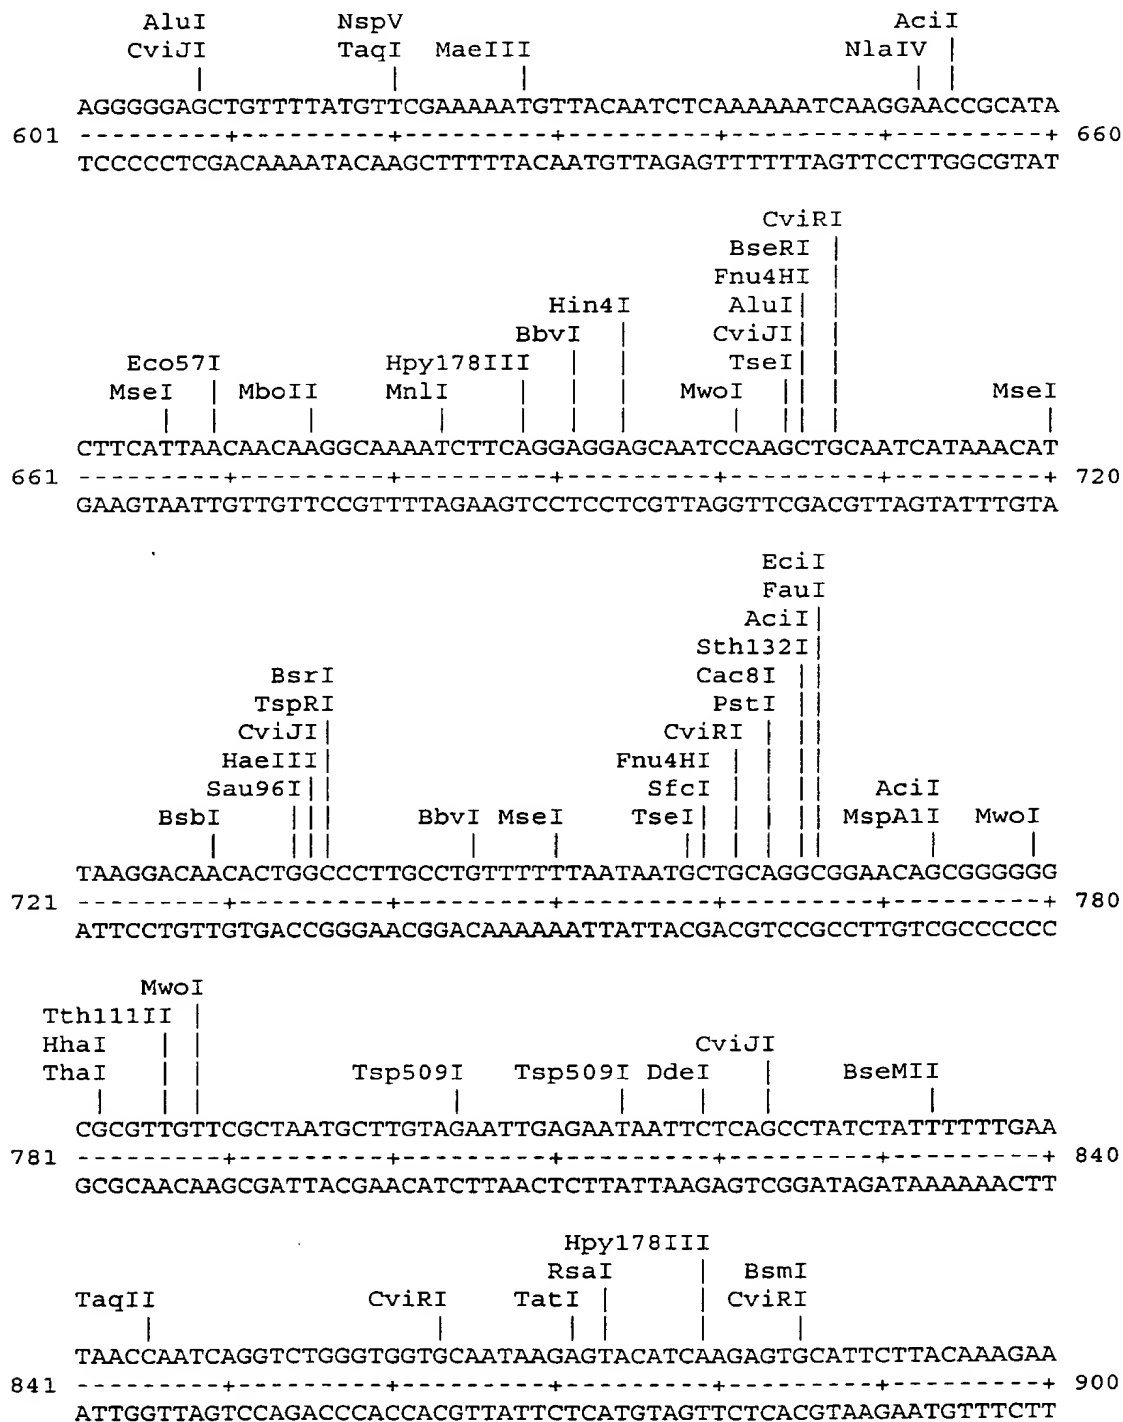 AluI NspV AciI
CviJI TaqI MaeIII NlaIV
AGGGGGAGCTGTTTTATGTTCGAAAAATGTTACAATCTCAAAAAATCAAGGAACCGCATA
601 ---------+---------+---------+---------+---------+---------+ 660
TCCCCCTCGACAAAATACAAGCTTTTTACAATGTTAGAGTTTTTTAGTTCCTTGGCGTAT
CviRI
BseRI
Fnu4HI
Hin4I AluI
BbvI CviJI
Eco57I Hpy178III TseI
MseI MboII MnlI MwoI MseI
CTTCATTAACAACAAGGCAAAATCTTCAGGAGGAGCAATCCAAGCTGCAATCATAAACAT
661 ---------+---------+---------+---------+---------+---------+ 720
GAAGTAATTGTTGTTCCGTTTTAGAAGTCCTCCTCGTTAGGTTCGACGTTAGTATTTGTA
EciI
FauI
AciI
Sth132I
BsrI Cac8I
TspRI PstI
CviJI CviRI
HaeIII Fnu4HI
Sau96I SfcI AciI
BsbI BbvI MseI TseI MspA1I MwoI
TAAGGACAACACTGGCCCTTGCCTGTTTTTTAATAATGCTGCAGGCGGAACAGCGGGGGG
721 ---------+---------+---------+---------+---------+---------+ 780
ATTCCTGTTGTGACCGGGAACGGACAAAAAATTATTACGACGTCCGCCTTGTCGCCCCCC
MwoI
Tth111II
HhaI CviJI
ThaI Tsp509I Tsp509I DdeI BseMII
CGCGTTGTTCGCTAATGCTTGTAGAATTGAGAATAATTCTCAGCCTATCTATTTTTTGAA
781 ---------+---------+---------+---------+---------+---------+ 840
GCGCAACAAGCGATTACGAACATCTTAACTCTTATTAAGAGTCGGATAGATAAAAAACTT
Hpy178III
RsaI BsmI
TaqII CviRI TatI CviRI
TAACCAATCAGGTCTGGGTGGTGCAATAAGAGTACATCAAGAGTGCATTCTTACAAAGAA
841 ---------+---------+---------+---------+---------+---------+ 900
ATTGGTTAGTCCAGACCCACCACGTTATTCTCATGTAGTTCTCACGTAAGAATGTTTCTT